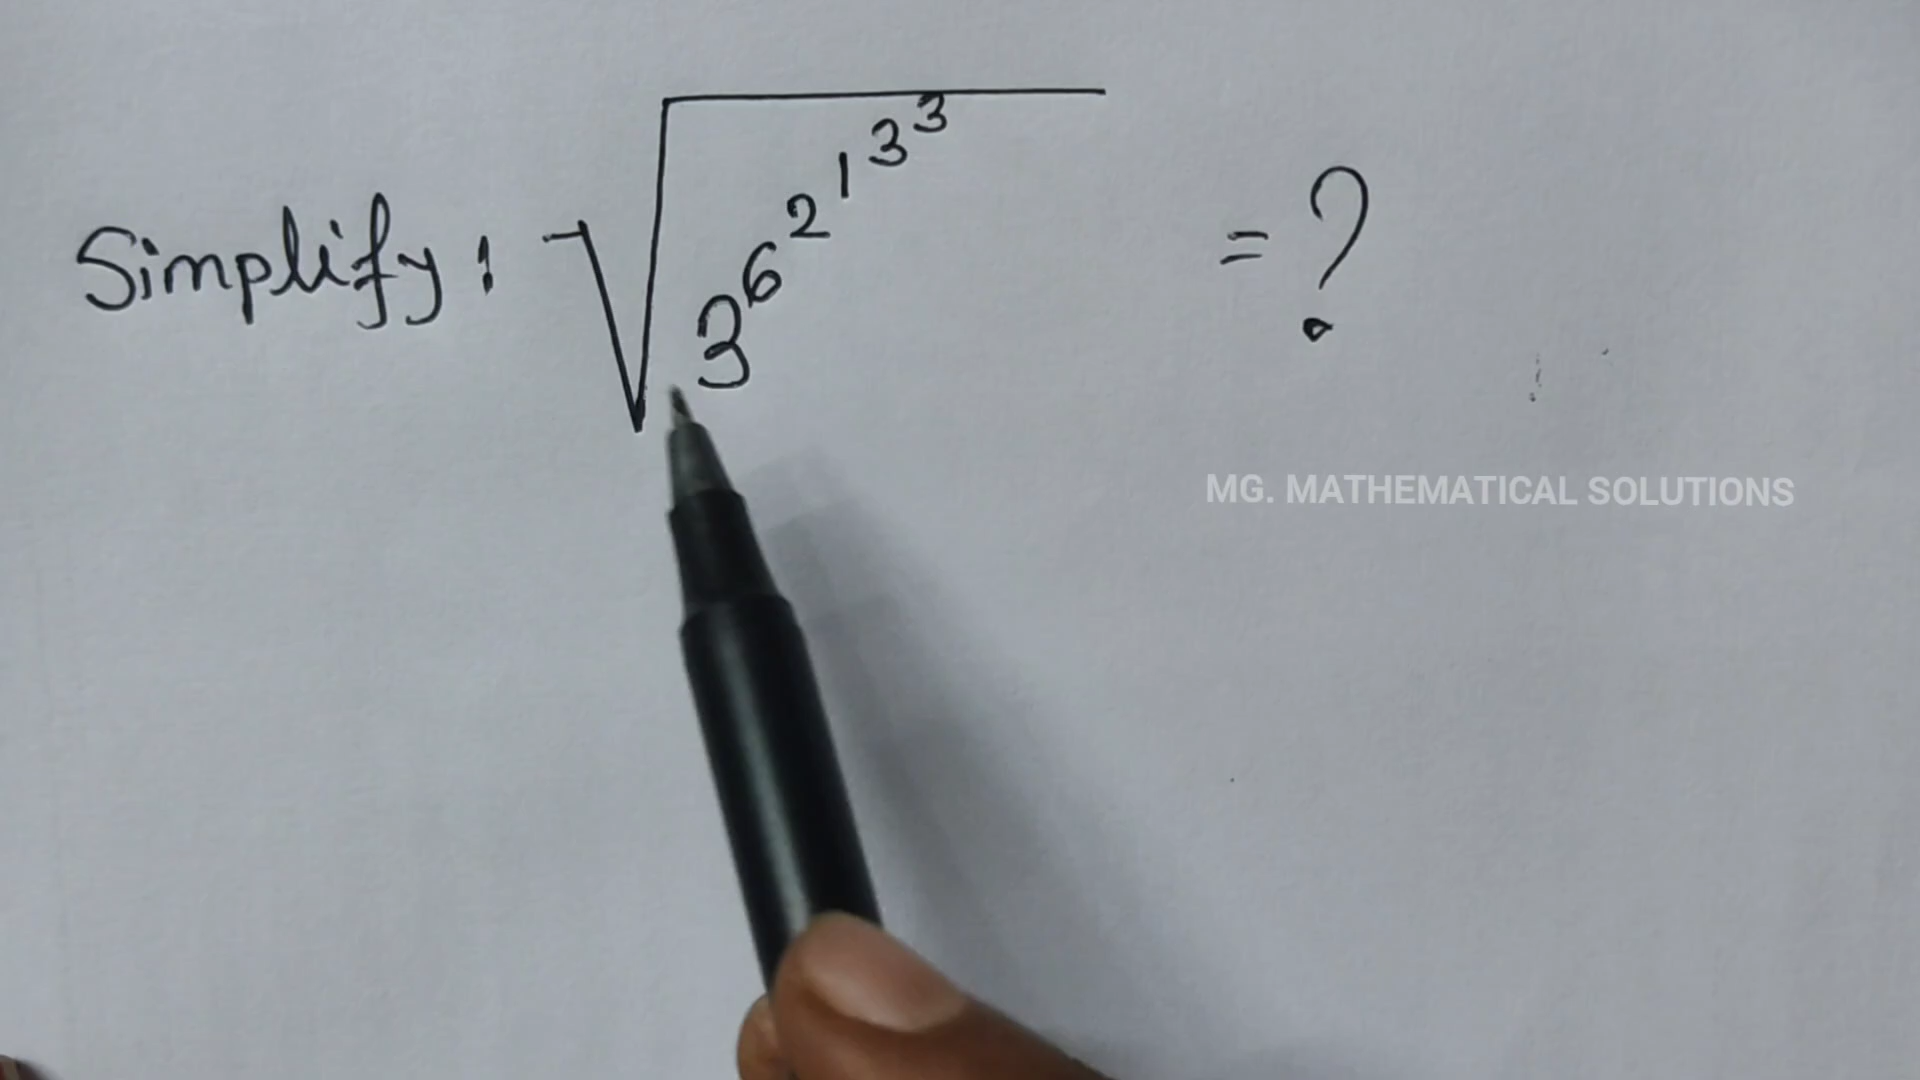 Simplify: √3^6^2^1^3^3 = ?
MG. MATHEMATICAL SOLUTIONS